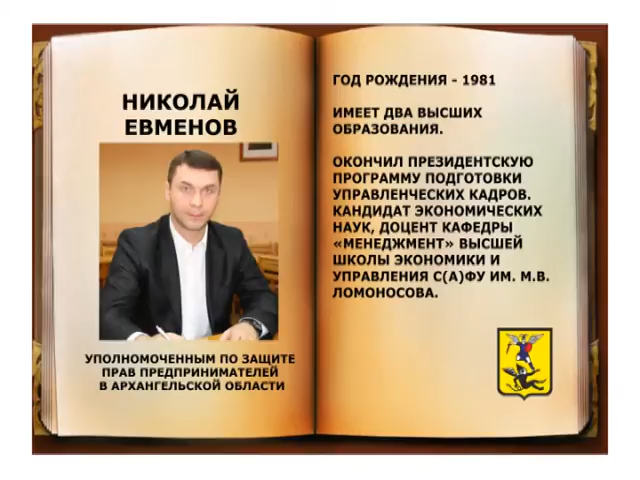 НИКОЛАЙ
ЕВМЕНОВ
УПОЛНОМОЧЕННЫМ ПО ЗАЩИТЕ
ПРАВ ПРЕДПРИНИМАТЕЛЕЙ
В АРХАНГЕЛЬСКОЙ ОБЛАСТИ
ГОД РОЖДЕНИЯ - 1981
ИМЕЕТ ДВА ВЫСШИХ
ОБРАЗОВАНИЯ.
ОКОНЧИЛ ПРЕЗИДЕНТСКУЮ
ПРОГРАММУ ПОДГОТОВКИ
УПРАВЛЕНЧЕСКИХ КАДРОВ.
КАНДИДАТ ЭКОНОМИЧЕСКИХ
НАУК, ДОЦЕНТ КАФЕДРЫ
«МЕНЕДЖМЕНТ» ВЫСШЕЙ
ШКОЛЫ ЭКОНОМИКИ И
УПРАВЛЕНИЯ С(А)ФУ ИМ. М.В.
ЛОМОНОСОВА.